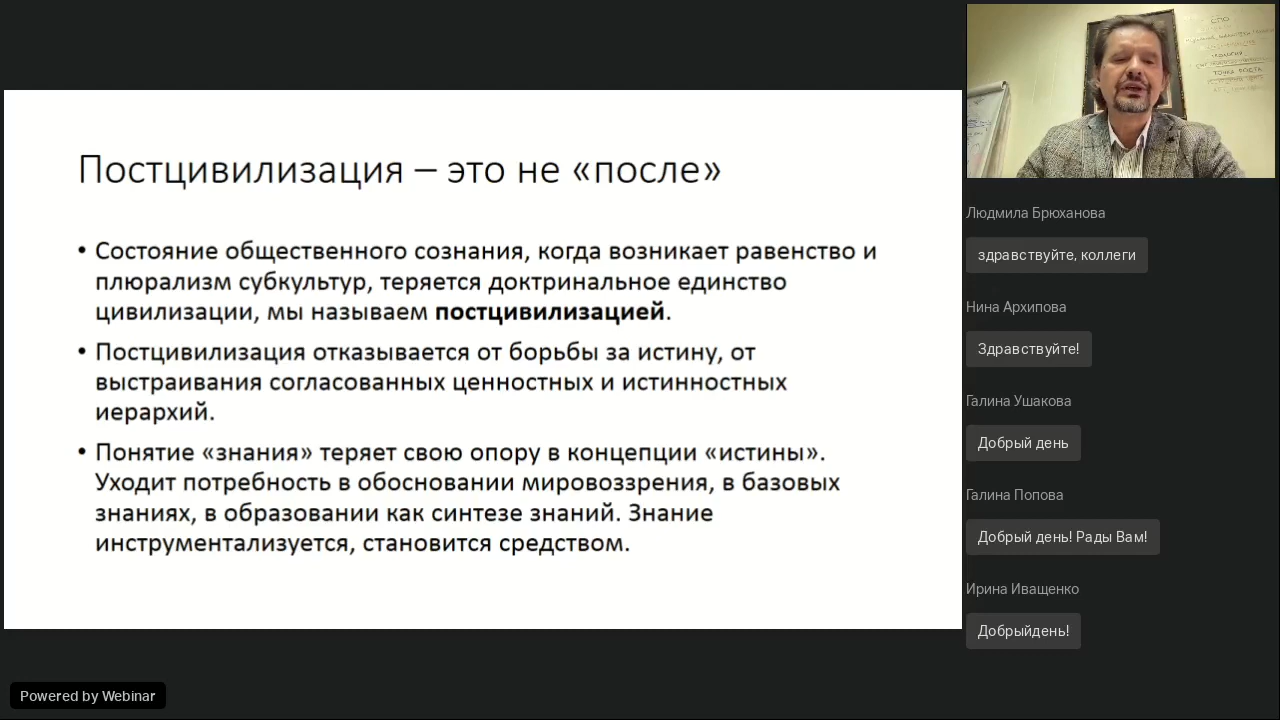 Постцивилизация – это не «после»
• Состояние общественного сознания, когда возникает равенство и
плюрализм субкультур, теряется доктринальное единство
цивилизации, мы называем постцивилизацией.
• Постцивилизация отказывается от борьбы за истину, от
выстраивания согласованных ценностных и истинностных
иерархий.
• Понятие «знания» теряет свою опору в концепции «истины».
Уходит потребность в обосновании мировоззрения, в базовых
знаниях, в образовании как синтезе знаний. Знание
инструментализуется, становится средством.
СПО
ТОЧКА РОСТА
Людмила Брюханова
здравствуйте, коллеги
Нина Архипова
Здравствуйте!
Галина Ушакова
Добрый день
Галина Попова
Добрый день! Рады Вам!
Ирина Иващенко
Добрыйдень!
Powered by Webinar